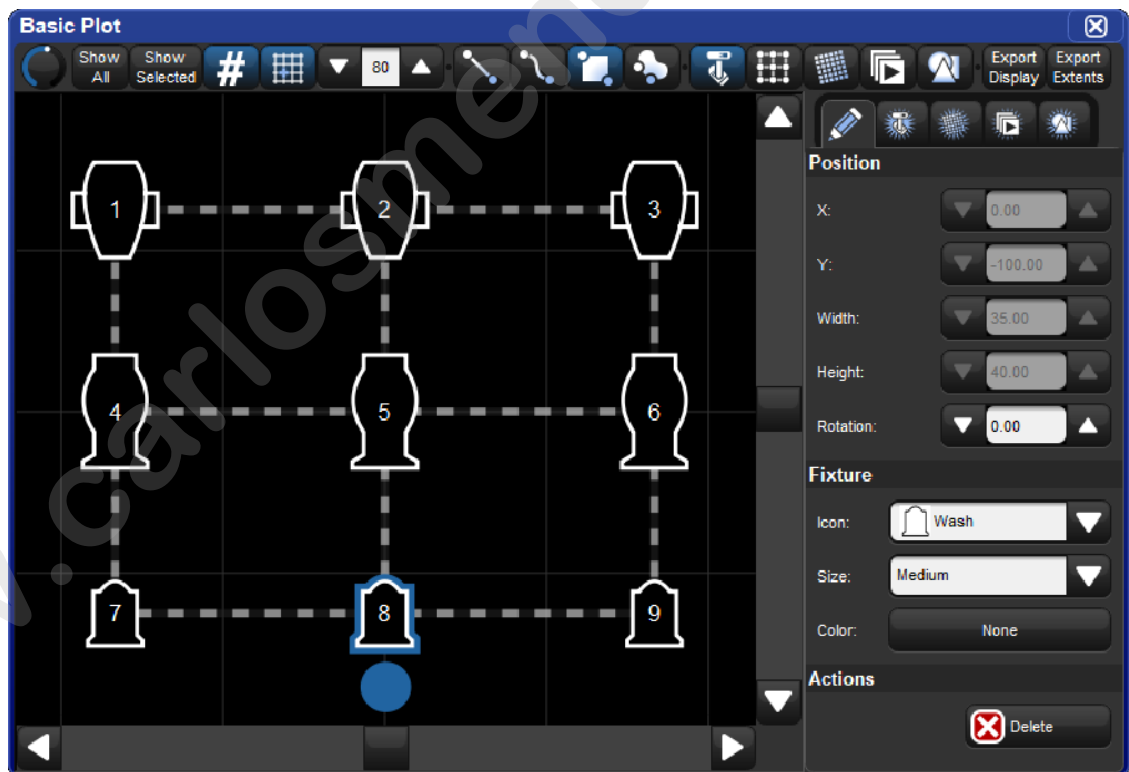 Basic Plot
Show All
Show Selected
#
80
Export Display
Export Extents
Position
X: 0.00
Y: -100.00
Width: 35.00
Height: 40.00
Rotation: 0.00
Fixture
Icon: Wash
Size: Medium
Color: None
Actions
Delete
1 2 3
4 5 6
7 8 9
.carlosmen